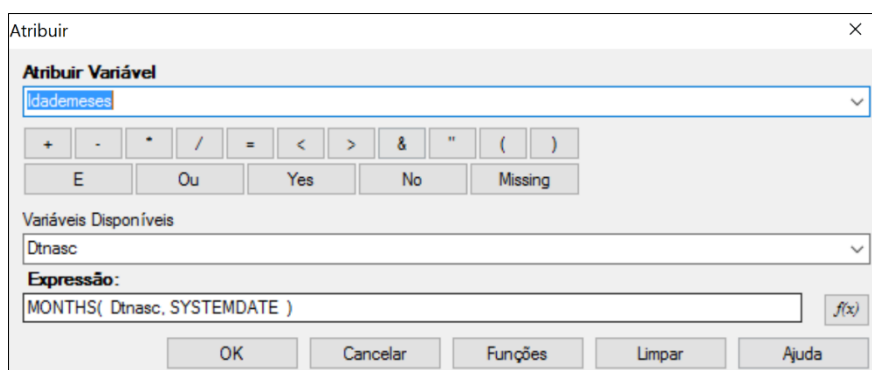 Atribuir ×
Atribuir Variável
Idademeses
+ - * / = < > & " ( )
E Ou Yes No Missing
Variáveis Disponíveis
Dtnasc
Expressão:
MONTHS( Dtnasc, SYSTEMDATE ) f(x)
OK Cancelar Funções Limpar Ajuda